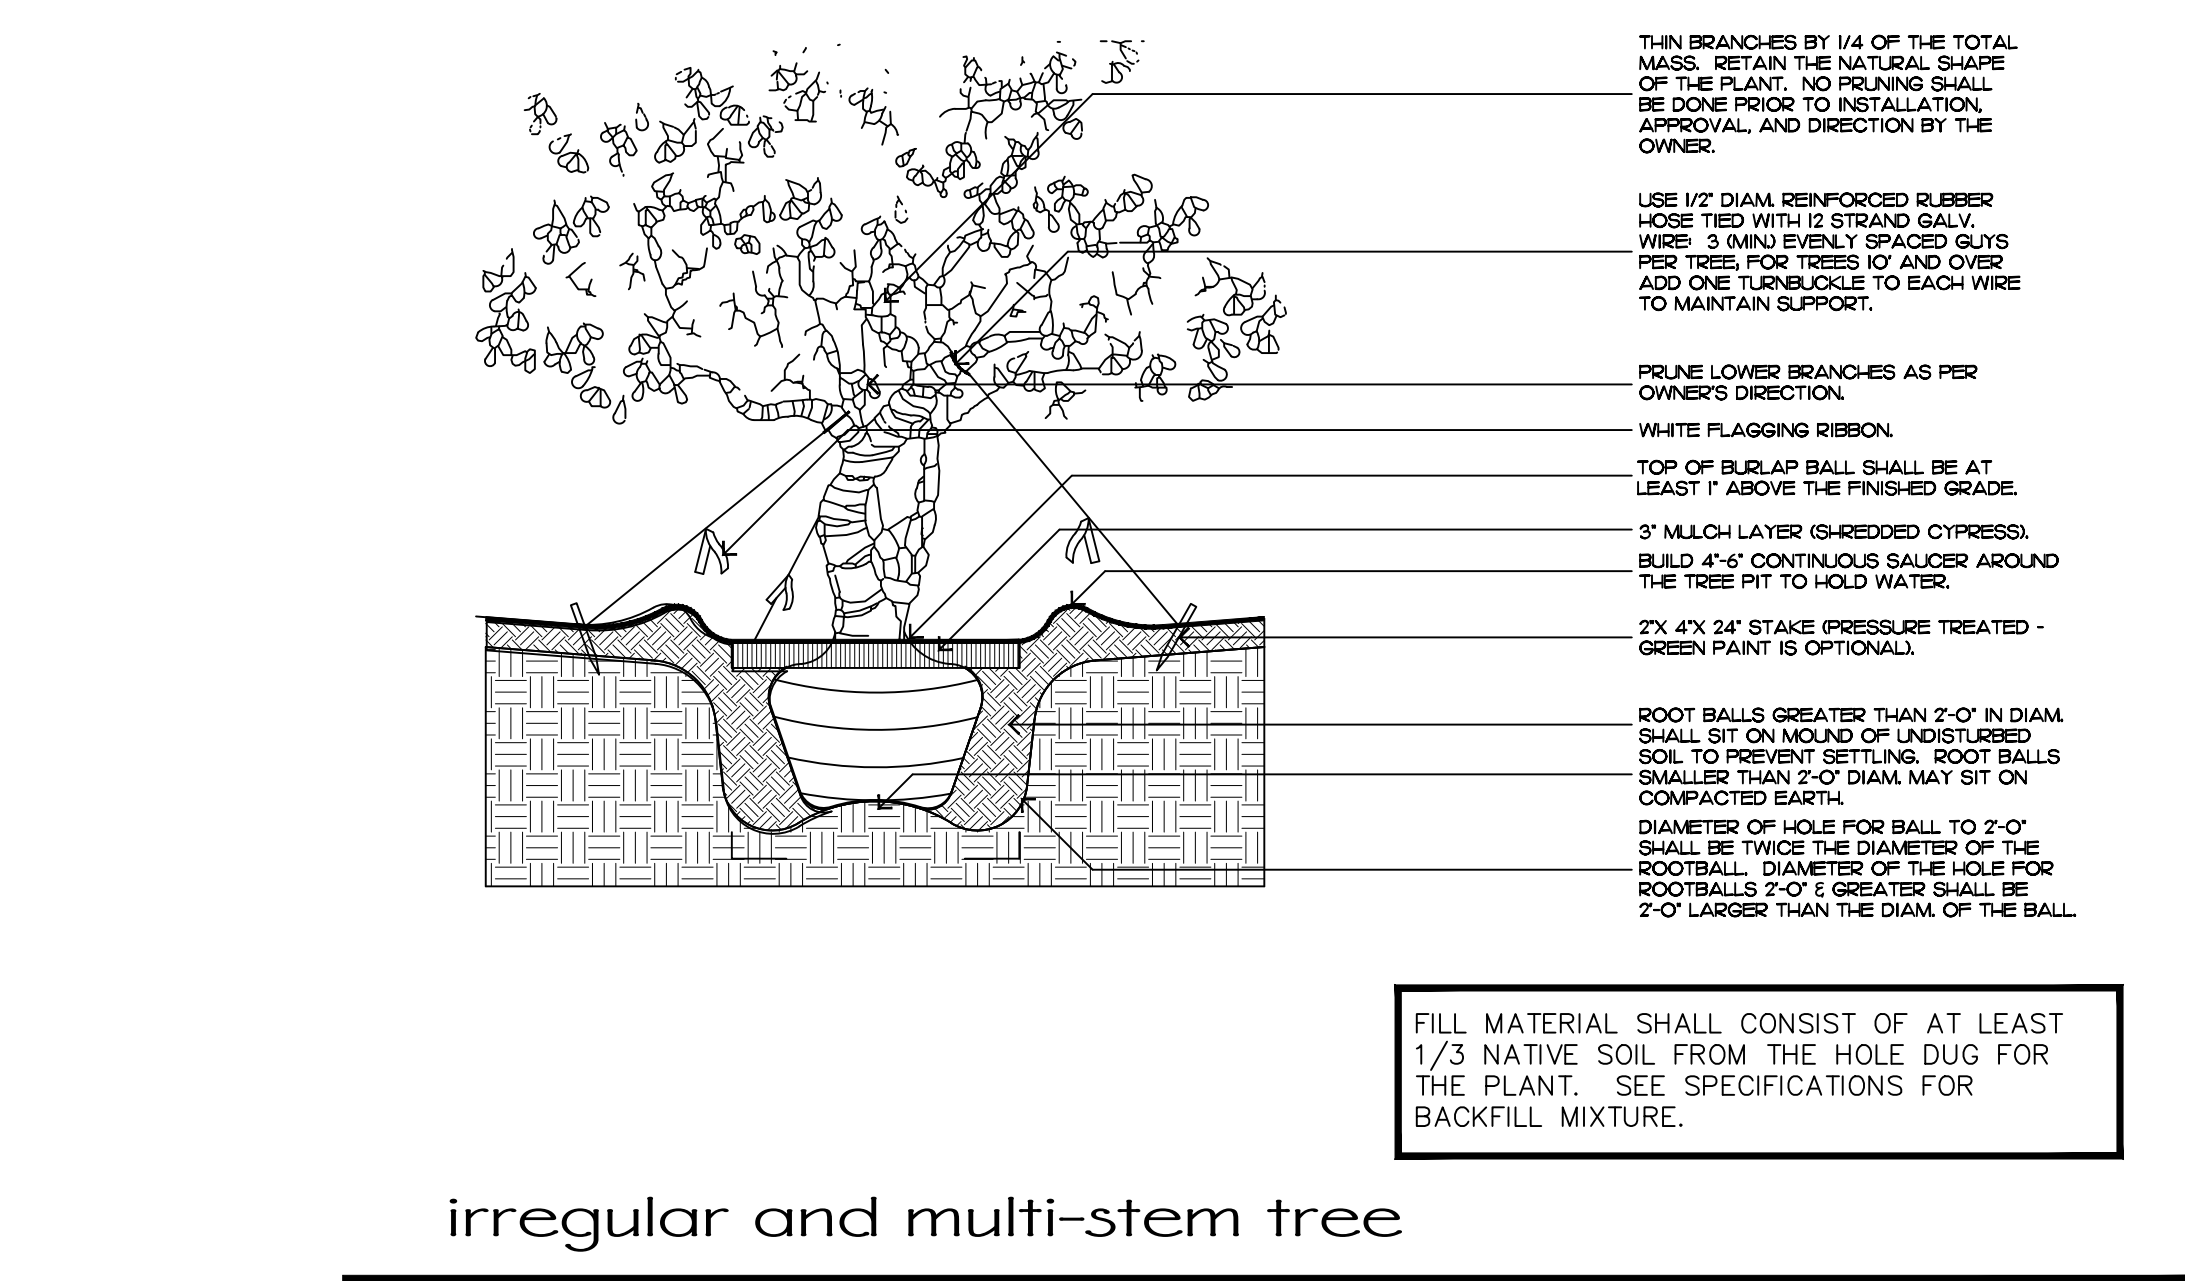 THIN BRANCHES BY 1/4 OF THE TOTAL
MASS.  RETAIN THE NATURAL SHAPE
OF THE PLANT.  NO PRUNING SHALL
BE DONE PRIOR TO INSTALLATION,
APPROVAL, AND DIRECTION BY THE
OWNER.
USE 1/2" DIAM. REINFORCED RUBBER
HOSE TIED WITH 12 STRAND GALV.
WIRE:  3 (MIN.) EVENLY SPACED GUYS
PER TREE, FOR TREES 10' AND OVER
ADD ONE TURNBUCKLE TO EACH WIRE
TO MAINTAIN SUPPORT.
PRUNE LOWER BRANCHES AS PER
OWNER'S DIRECTION.
WHITE FLAGGING RIBBON.
TOP OF BURLAP BALL SHALL BE AT
LEAST 1" ABOVE THE FINISHED GRADE.
3" MULCH LAYER (SHREDDED CYPRESS).
BUILD 4"-6" CONTINUOUS SAUCER AROUND
THE TREE PIT TO HOLD WATER.
2"X 4"X 24" STAKE (PRESSURE TREATED -
GREEN PAINT IS OPTIONAL).
ROOT BALLS GREATER THAN 2'-0" IN DIAM.
SHALL SIT ON MOUND OF UNDISTURBED
SOIL TO PREVENT SETTLING.  ROOT BALLS
SMALLER THAN 2'-0" DIAM. MAY SIT ON
COMPACTED EARTH.
DIAMETER OF HOLE FOR BALL TO 2'-0"
SHALL BE TWICE THE DIAMETER OF THE
ROOTBALL.  DIAMETER OF THE HOLE FOR
ROOTBALLS 2'-0" & GREATER SHALL BE
2'-0" LARGER THAN THE DIAM. OF THE BALL.
FILL MATERIAL SHALL CONSIST OF AT LEAST
1/3 NATIVE SOIL FROM THE HOLE DUG FOR
THE PLANT.  SEE SPECIFICATIONS FOR
BACKFILL MIXTURE.
irregular and multi-stem tree